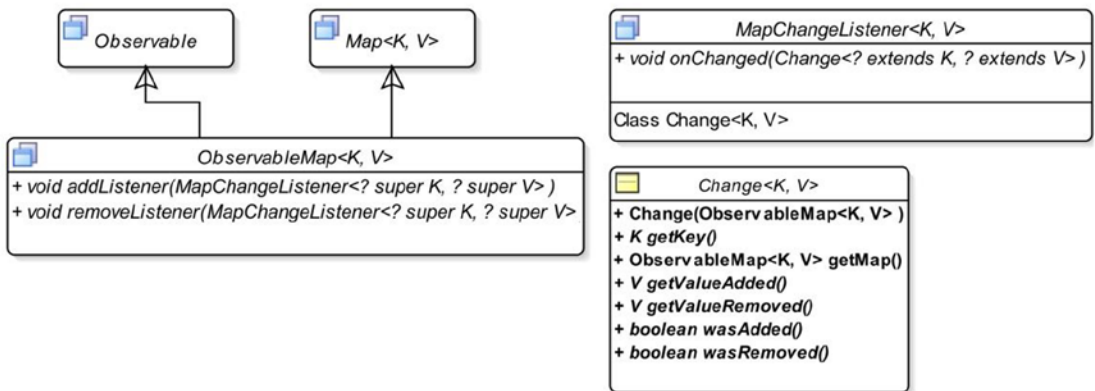 Observable
Map<K, V>
ObservableMap<K, V>
+ void addListener(MapChangeListener<? super K, ? super V> )
+ void removeListener(MapChangeListener<? super K, ? super V>
MapChangeListener<K, V>
+ void onChanged(Change<? extends K, ? extends V> )
Class Change<K, V>
Change<K, V>
+ Change(ObservableMap<K, V> )
+ K getKey()
+ ObservableMap<K, V> getMap()
+ V getValueAdded()
+ V getValueRemoved()
+ boolean wasAdded()
+ boolean wasRemoved()